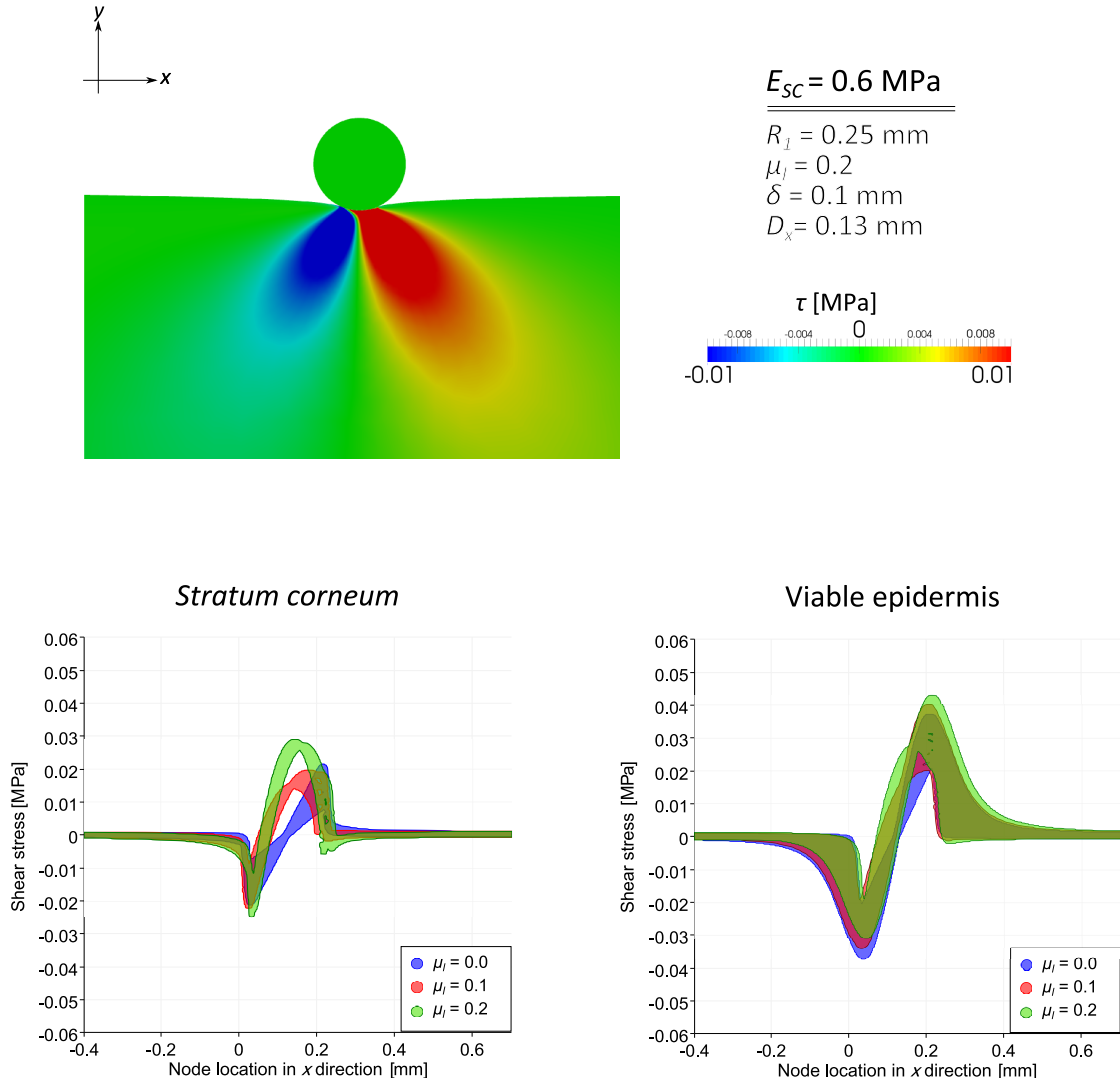 y
x
E_SC = 0.6 MPa
R_1 = 0.25 mm
μ_l = 0.2
δ = 0.1 mm
D_x = 0.13 mm
τ [MPa]
-0.008 -0.004 0 0.004 0.008
-0.01 0.01
Stratum corneum
0.06
0.05
0.04
0.03
0.02
0.01
0
-0.01
-0.02
-0.03
-0.04
-0.05
-0.06
Shear stress [MPa]
μ_l = 0.0
μ_l = 0.1
μ_l = 0.2
-0.4 -0.2 0 0.2 0.4 0.6
Node location in x direction [mm]
Viable epidermis
0.06
0.05
0.04
0.03
0.02
0.01
0
-0.01
-0.02
-0.03
-0.04
-0.05
-0.06
Shear stress [MPa]
μ_l = 0.0
μ_l = 0.1
μ_l = 0.2
-0.4 -0.2 0 0.2 0.4 0.6
Node location in x direction [mm]